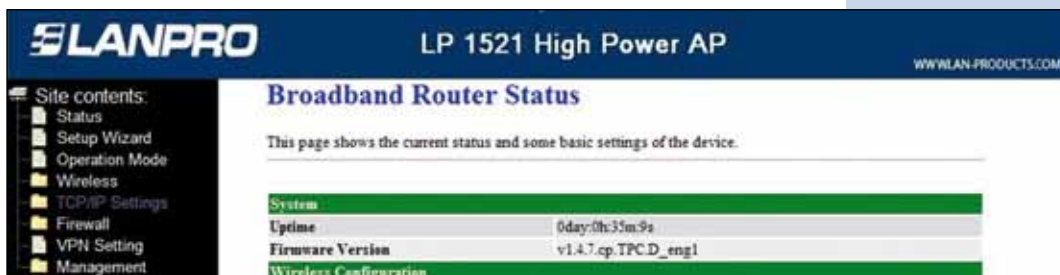 LANPRO
LP 1521 High Power AP
WWW.LAN-PRODUCTS.COM
Site contents:
Status
Setup Wizard
Operation Mode
Wireless
TCP/IP Settings
Firewall
VPN Setting
Management
Broadband Router Status
This page shows the current status and some basic settings of the device.
System
Uptime 0day:0h:35m:9s
Firmware Version v1.4.7.cp.TPC.D_eng1
Wireless Configuration